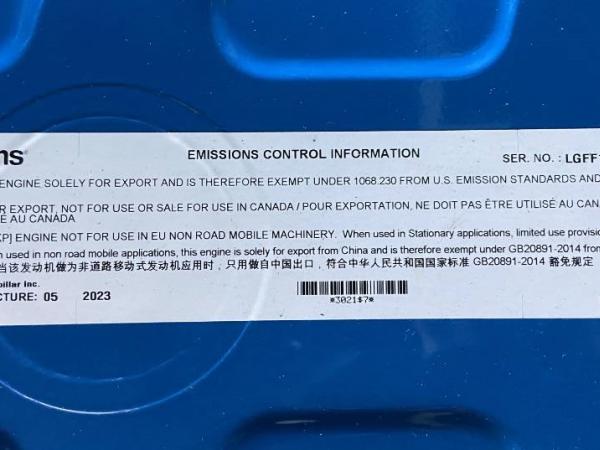 ns EMISSIONS CONTROL INFORMATION SER. NO. : LGFF
ENGINE SOLELY FOR EXPORT AND IS THEREFORE EXEMPT UNDER 1068.230 FROM U.S. EMISSION STANDARDS AND
R EXPORT, NOT FOR USE OR SALE FOR USE IN CANADA / POUR EXPORTATION, NE DOIT PAS ÊTRE UTILISÉ AU CAN
E AU CANADA
XP] ENGINE NOT FOR USE IN EU NON ROAD MOBILE MACHINERY. When used in Stationary applications, limited use provision
n used in non road mobile applications, this engine is solely for export from China and is therefore exempt under GB20891-2014 from
当该发动机做为非道路移动式发动机应用时，只用做自中国出口，符合中华人民共和国国家标准 GB20891-2014 豁免规定
pillar Inc.
CTURE: 05 2023
*3021$7*